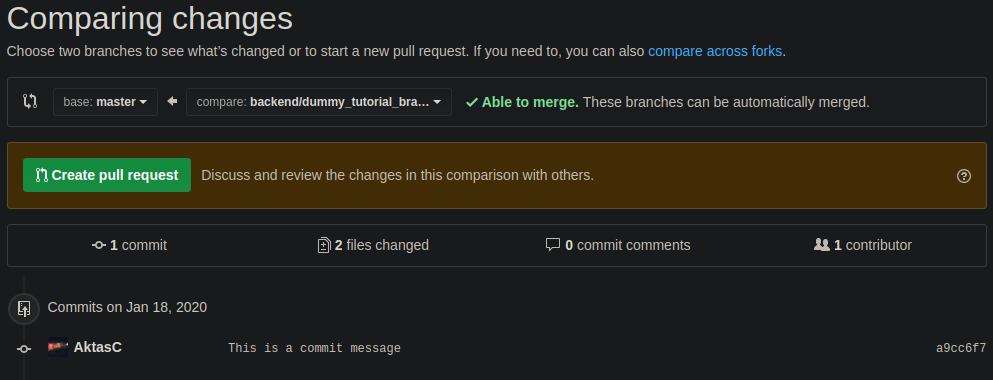 Comparing changes
Choose two branches to see what's changed or to start a new pull request. If you need to, you can also compare across forks.
base: master compare: backend/dummy_tutorial_bra... Able to merge. These branches can be automatically merged.
Create pull request Discuss and review the changes in this comparison with others.
1 commit 2 files changed 0 commit comments 1 contributor
Commits on Jan 18, 2020
AktasC This is a commit message a9cc6f7